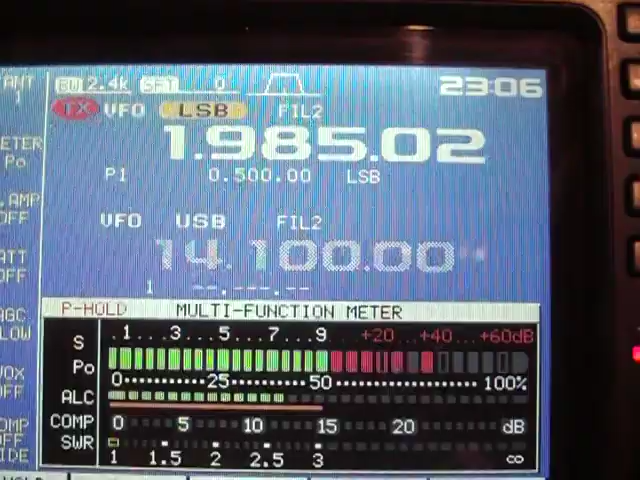 ANT
1
BW 2.4k SFT 0
23:06
TX VFO LSB FIL2
1.985.02
METER
Po
P1 0.500.00 LSB
.AMP
OFF
VFO USB FIL2
ATT
OFF
14.100.00
1 --.---.--
AGC
LOW
P-HOLD MULTI-FUNCTION METER
VOX
OFF
S .1...3...5...7...9 +20 ...+40 ...+60dB
Po
0 25 50 100%
ALC
COMP
OFF
COMP 0 5 10 15 20 dB
SWR
1 1.5 2 2.5 3 ∞